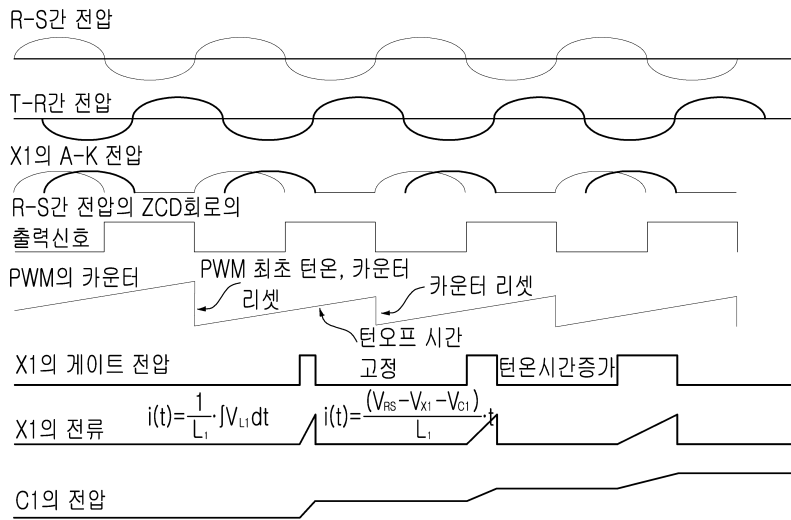 R-S간 전압
T-R간 전압
X1의 A-K 전압
R-S간 전압의 ZCD회로의
출력신호
PWM의 카운터
PWM 최초 턴온, 카운터
리셋
카운터 리셋
턴오프 시간
고정
X1의 게이트 전압
턴온시간증가
X1의 전류
i(t)=1/L₁·∫V_L1dt
i(t)=(V_RS-V_X1-V_C1)/L₁·t
C1의 전압